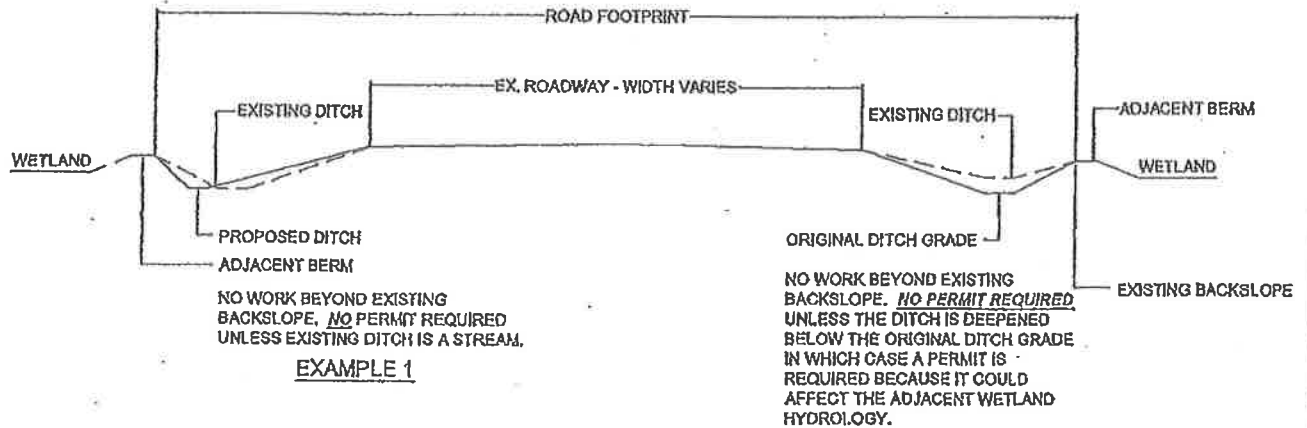 ROAD FOOTPRINT
EX. ROADWAY - WIDTH VARIES
EXISTING DITCH
EXISTING DITCH
ADJACENT BERM
WETLAND
WETLAND
PROPOSED DITCH
ADJACENT BERM
ORIGINAL DITCH GRADE
EXISTING BACKSLOPE
NO WORK BEYOND EXISTING
BACKSLOPE, NO PERMIT REQUIRED
UNLESS EXISTING DITCH IS A STREAM.
EXAMPLE 1
NO WORK BEYOND EXISTING
BACKSLOPE. NO PERMIT REQUIRED
UNLESS THE DITCH IS DEEPENED
BELOW THE ORIGINAL DITCH GRADE
IN WHICH CASE A PERMIT IS
REQUIRED BECAUSE IT COULD
AFFECT THE ADJACENT WETLAND
HYDROLOGY.